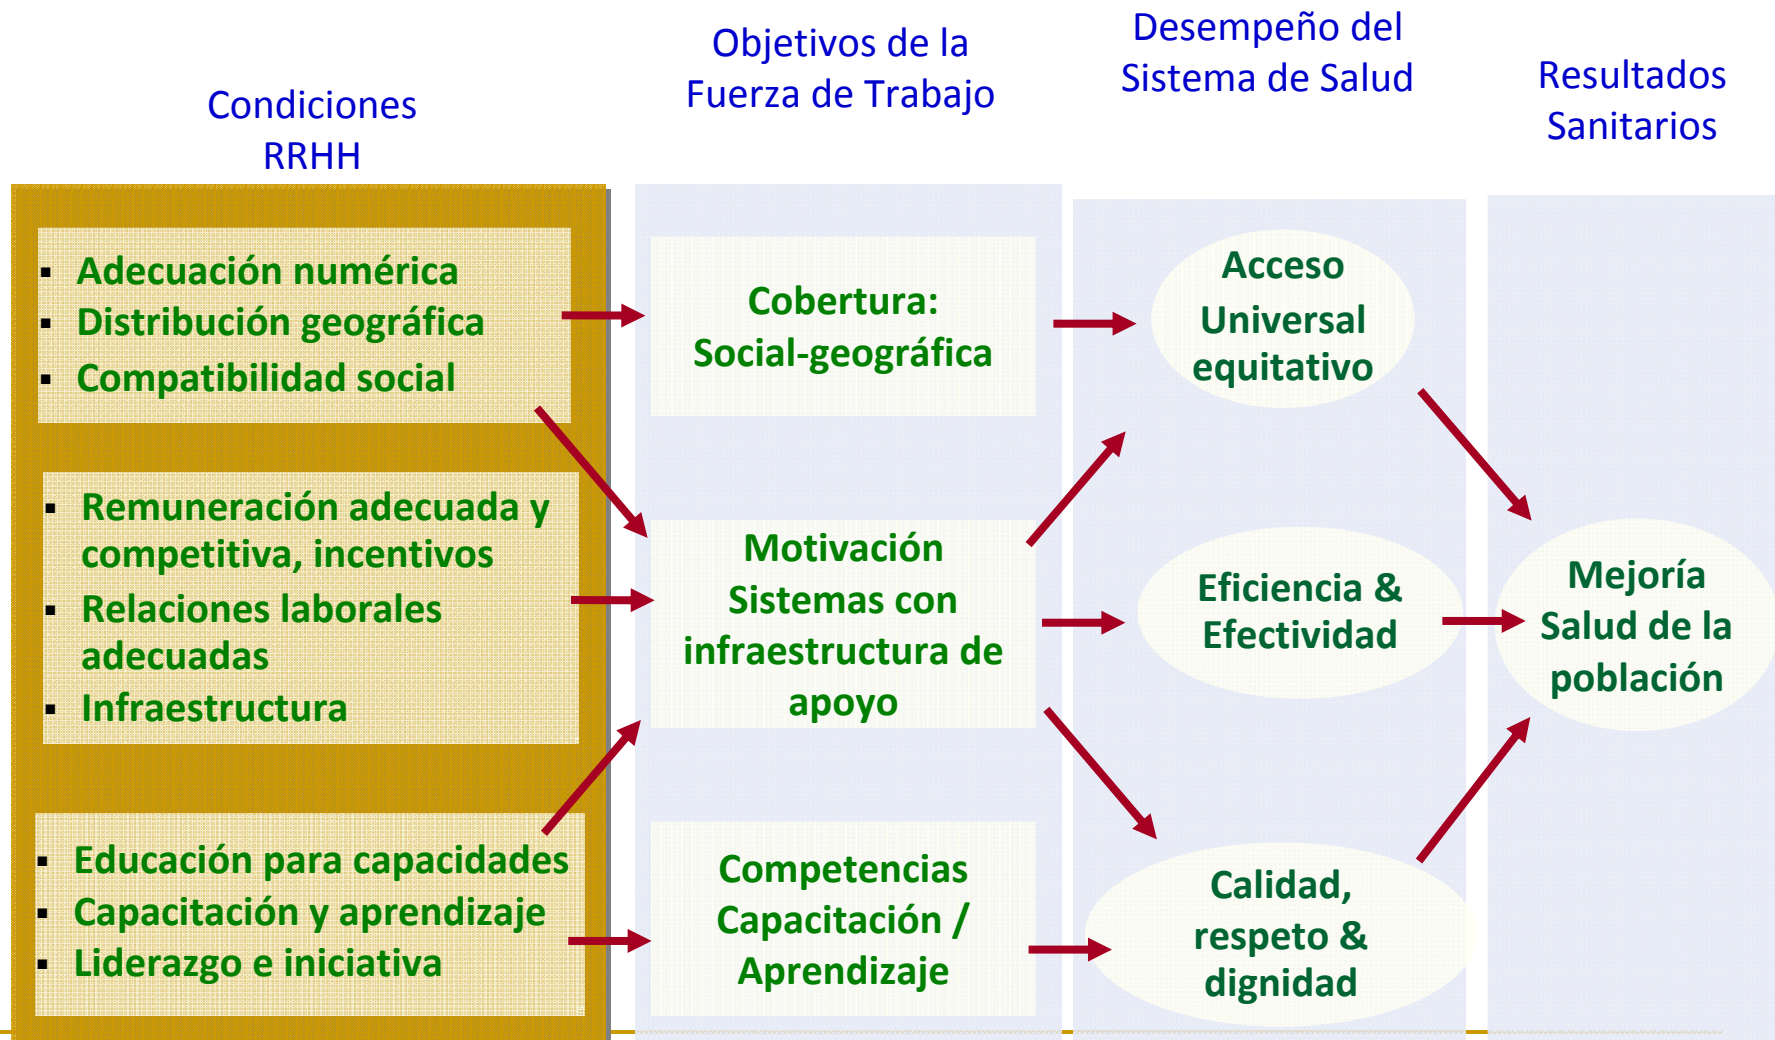 Condiciones
RRHH
Objetivos de la
Fuerza de Trabajo
Desempeño del
Sistema de Salud
Resultados
Sanitarios
▪ Adecuación numérica
▪ Distribución geográfica
▪ Compatibilidad social
▪ Remuneración adecuada y
competitiva, incentivos
▪ Relaciones laborales
adecuadas
▪ Infraestructura
▪ Educación para capacidades
▪ Capacitación y aprendizaje
▪ Liderazgo e iniciativa
Cobertura:
Social-geográfica
Motivación
Sistemas con
infraestructura de
apoyo
Competencias
Capacitación /
Aprendizaje
Acceso
Universal
equitativo
Eficiencia &
Efectividad
Calidad,
respeto &
dignidad
Mejoría
Salud de la
población